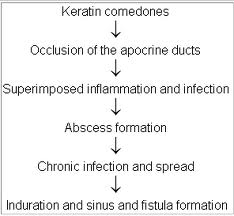 Keratin comedones
Occlusion of the apocrine ducts
Superimposed inflammation and infection
Abscess formation
Chronic infection and spread
Induration and sinus and fistula formation